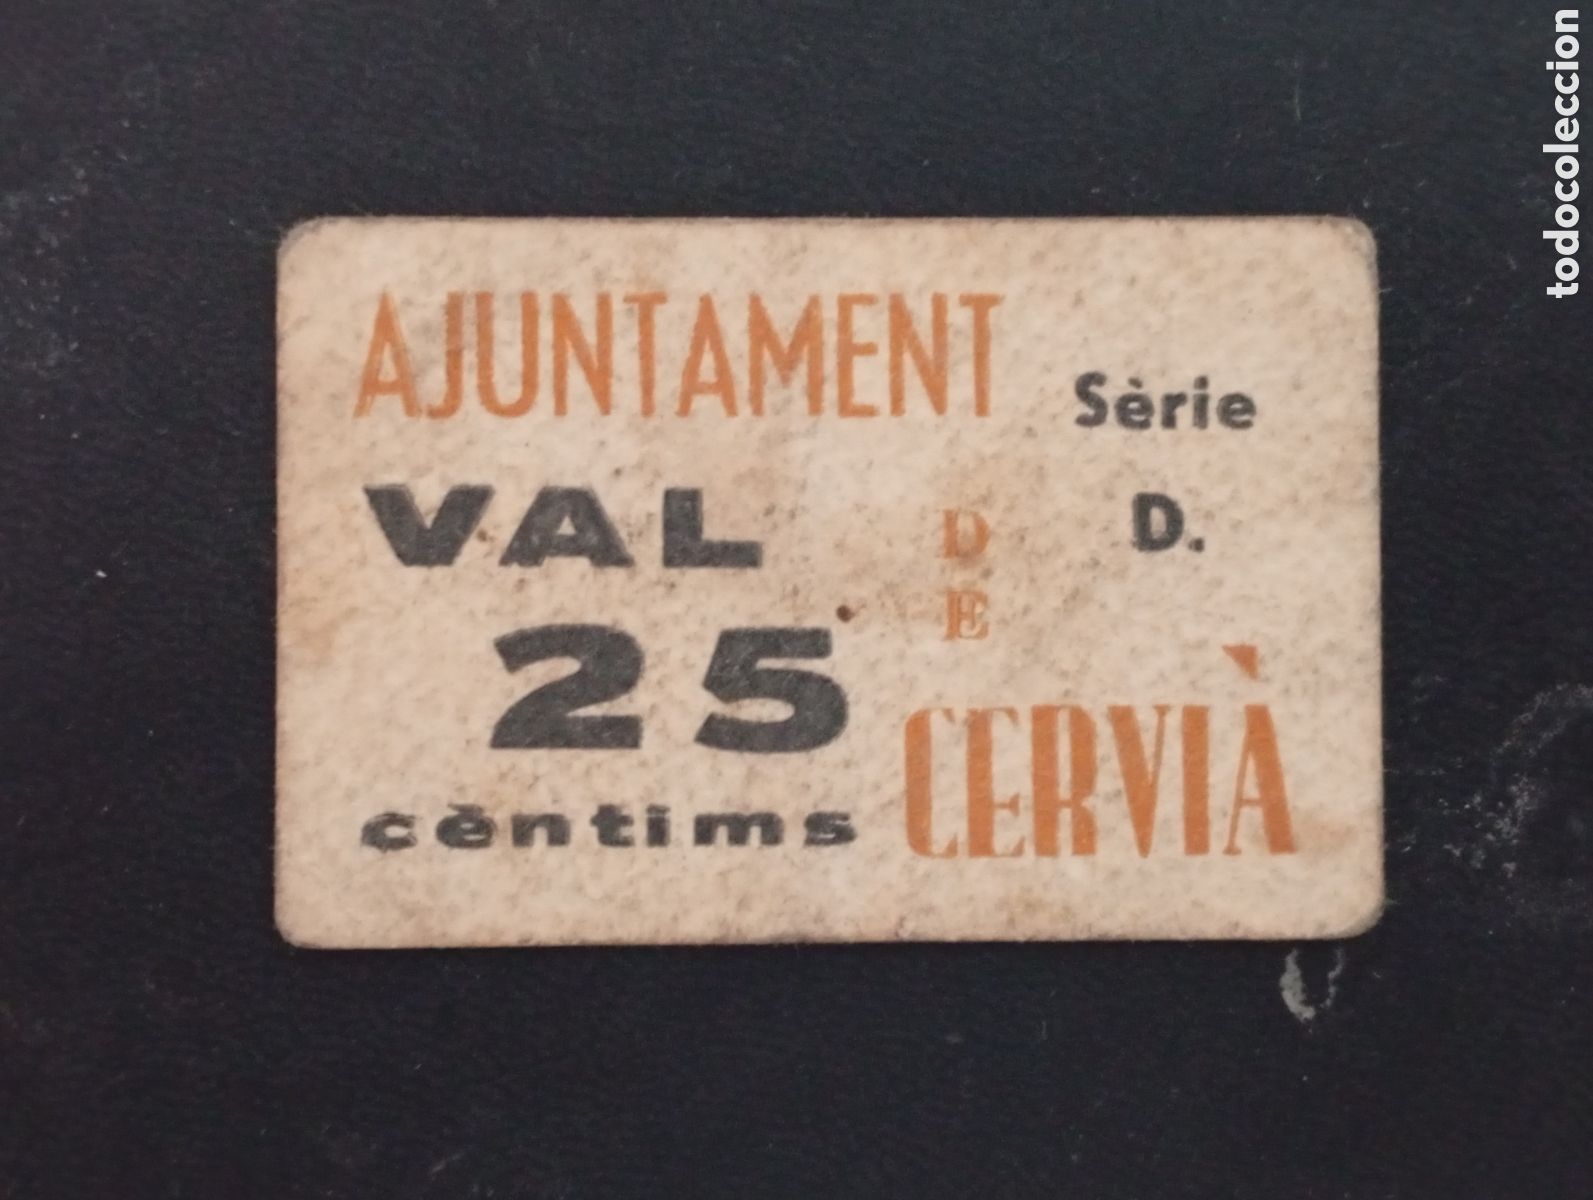 AJUNTAMENT
Sèrie
D.
VAL
25
cèntims
DE
CERVIÀ
todocoleccion